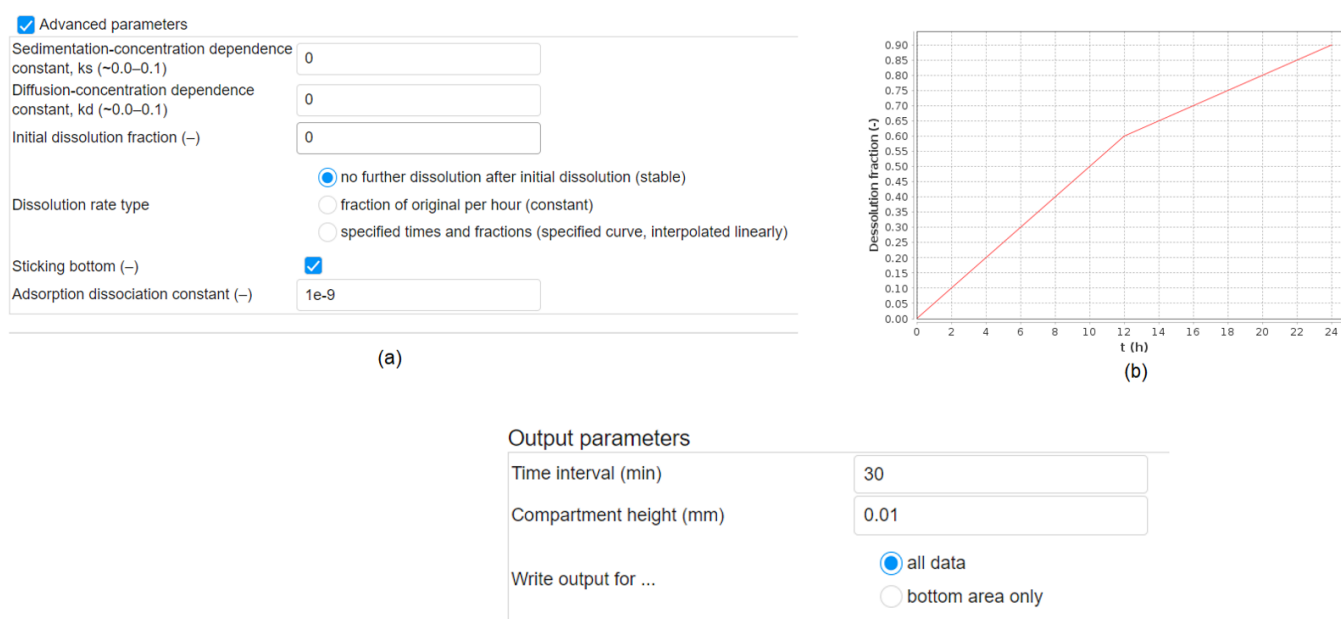 Advanced parameters
Sedimentation-concentration dependence
constant, ks (~0.0–0.1)
0
Diffusion-concentration dependence
constant, kd (~0.0–0.1)
0
Initial dissolution fraction (–)
0
Dissolution rate type
no further dissolution after initial dissolution (stable)
fraction of original per hour (constant)
specified times and fractions (specified curve, interpolated linearly)
Sticking bottom (–)
Adsorption dissociation constant (–)
1e-9
(a)
Dessolution fraction (-)
0.90
0.85
0.80
0.75
0.70
0.65
0.60
0.55
0.50
0.45
0.40
0.35
0.30
0.25
0.20
0.15
0.10
0.05
0.00
0 2 4 6 8 10 12 14 16 18 20 22 24
t (h)
(b)
Output parameters
Time interval (min)
30
Compartment height (mm)
0.01
Write output for ...
all data
bottom area only